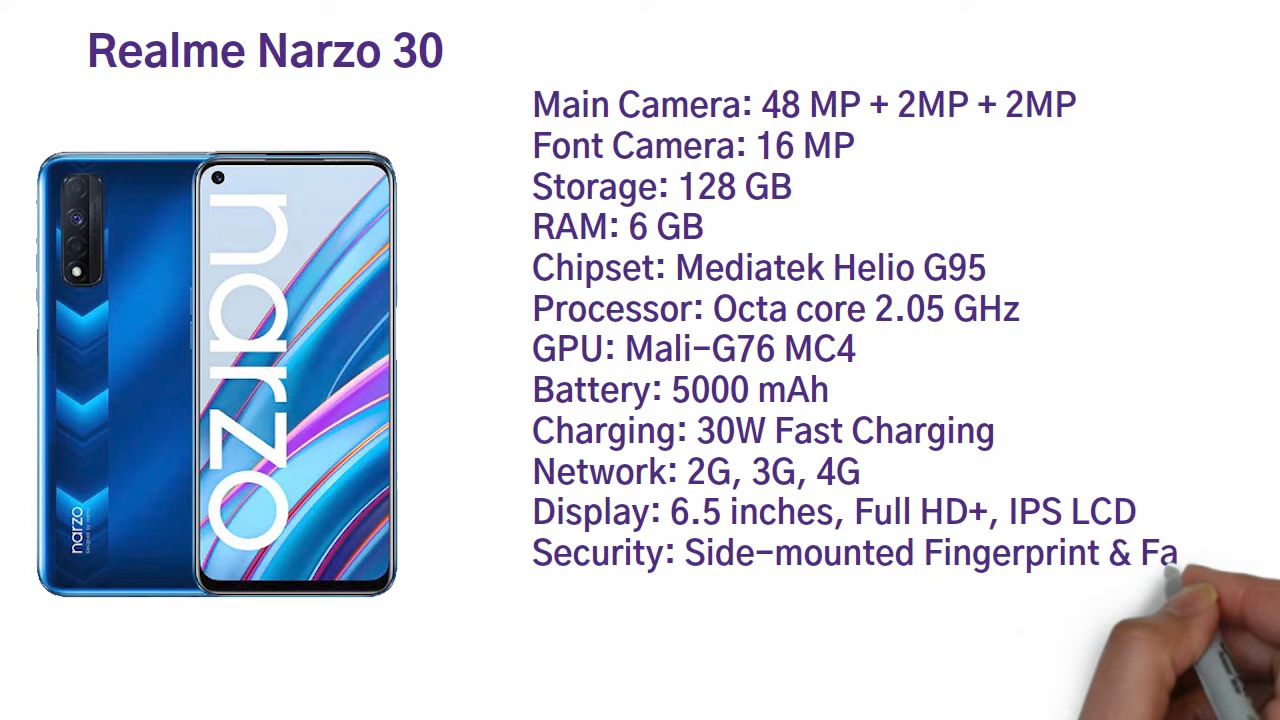 Realme Narzo 30
Main Camera: 48 MP + 2MP + 2MP
Font Camera: 16 MP
Storage: 128 GB
RAM: 6 GB
Chipset: Mediatek Helio G95
Processor: Octa core 2.05 GHz
GPU: Mali-G76 MC4
Battery: 5000 mAh
Charging: 30W Fast Charging
Network: 2G, 3G, 4G
Display: 6.5 inches, Full HD+, IPS LCD
Security: Side-mounted Fingerprint & Fa
narzo
narzo